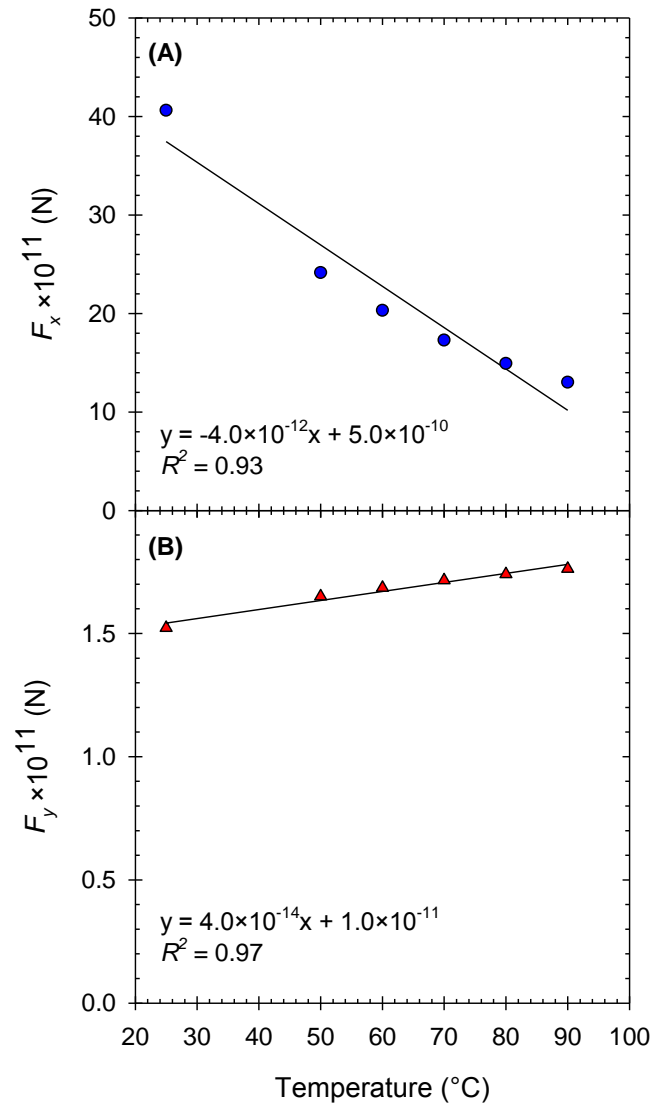 (A)
50
40
30
20
10
0
F_x ×10^11 (N)
y = -4.0×10^-12x + 5.0×10^-10
R^2 = 0.93
(B)
1.5
1.0
0.5
0.0
F_y ×10^11 (N)
y = 4.0×10^-14x + 1.0×10^-11
R^2 = 0.97
20 30 40 50 60 70 80 90 100
Temperature (°C)